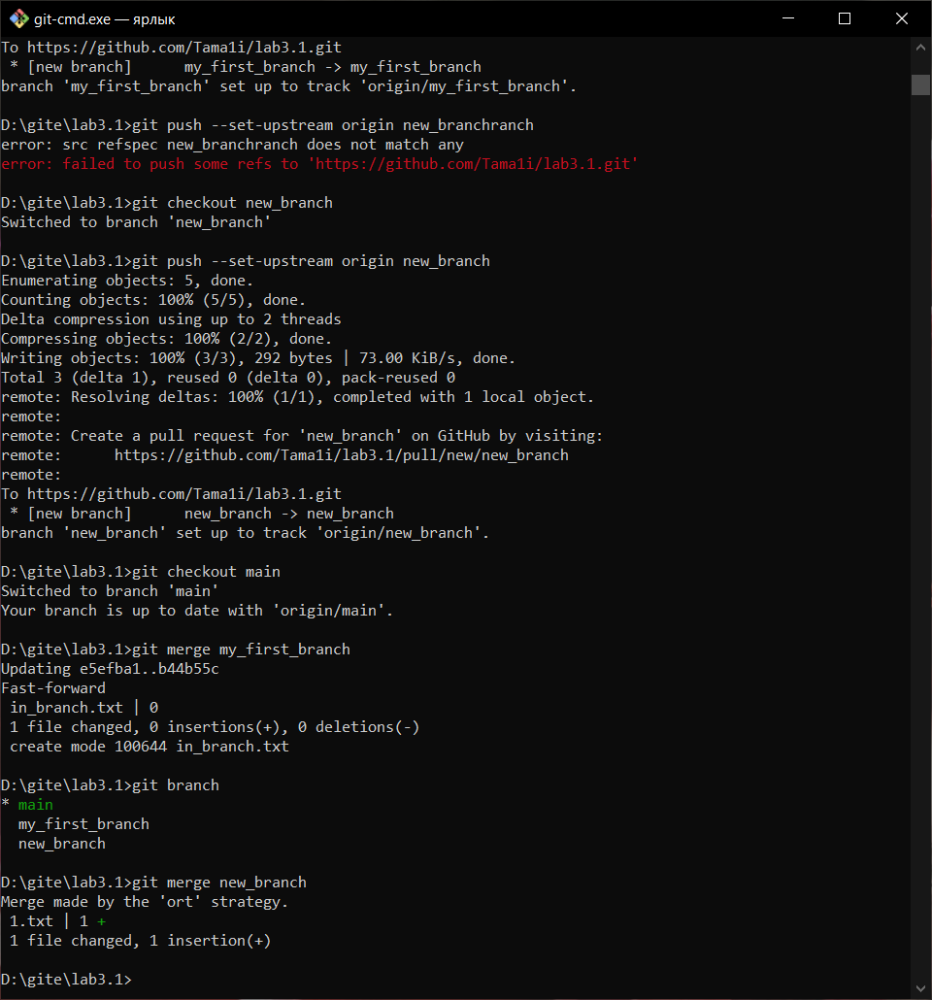 git-cmd.exe — ярлык
To https://github.com/Tama1i/lab3.1.git
 * [new branch]      my_first_branch -> my_first_branch
branch 'my_first_branch' set up to track 'origin/my_first_branch'.
D:\gite\lab3.1>git push --set-upstream origin new_branchranch
error: src refspec new_branchranch does not match any
error: failed to push some refs to 'https://github.com/Tama1i/lab3.1.git'
D:\gite\lab3.1>git checkout new_branch
Switched to branch 'new_branch'
D:\gite\lab3.1>git push --set-upstream origin new_branch
Enumerating objects: 5, done.
Counting objects: 100% (5/5), done.
Delta compression using up to 2 threads
Compressing objects: 100% (2/2), done.
Writing objects: 100% (3/3), 292 bytes | 73.00 KiB/s, done.
Total 3 (delta 1), reused 0 (delta 0), pack-reused 0
remote: Resolving deltas: 100% (1/1), completed with 1 local object.
remote:
remote: Create a pull request for 'new_branch' on GitHub by visiting:
remote:      https://github.com/Tama1i/lab3.1/pull/new/new_branch
remote:
To https://github.com/Tama1i/lab3.1.git
 * [new branch]      new_branch -> new_branch
branch 'new_branch' set up to track 'origin/new_branch'.
D:\gite\lab3.1>git checkout main
Switched to branch 'main'
Your branch is up to date with 'origin/main'.
D:\gite\lab3.1>git merge my_first_branch
Updating e5efba1..b44b55c
Fast-forward
 in_branch.txt | 0
 1 file changed, 0 insertions(+), 0 deletions(-)
 create mode 100644 in_branch.txt
D:\gite\lab3.1>git branch
* main
  my_first_branch
  new_branch
D:\gite\lab3.1>git merge new_branch
Merge made by the 'ort' strategy.
 1.txt | 1 +
 1 file changed, 1 insertion(+)
D:\gite\lab3.1>